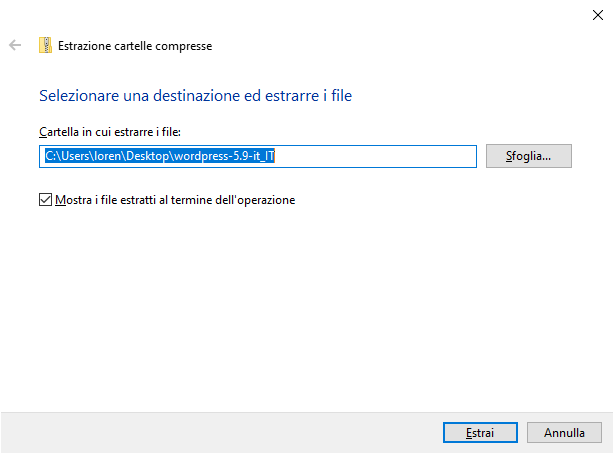 Estrazione cartelle compresse
Selezionare una destinazione ed estrarre i file
Cartella in cui estrarre i file:
C:\Users\loren\Desktop\wordpress-5.9-it_IT
Sfoglia...
Mostra i file estratti al termine dell'operazione
Estrai
Annulla